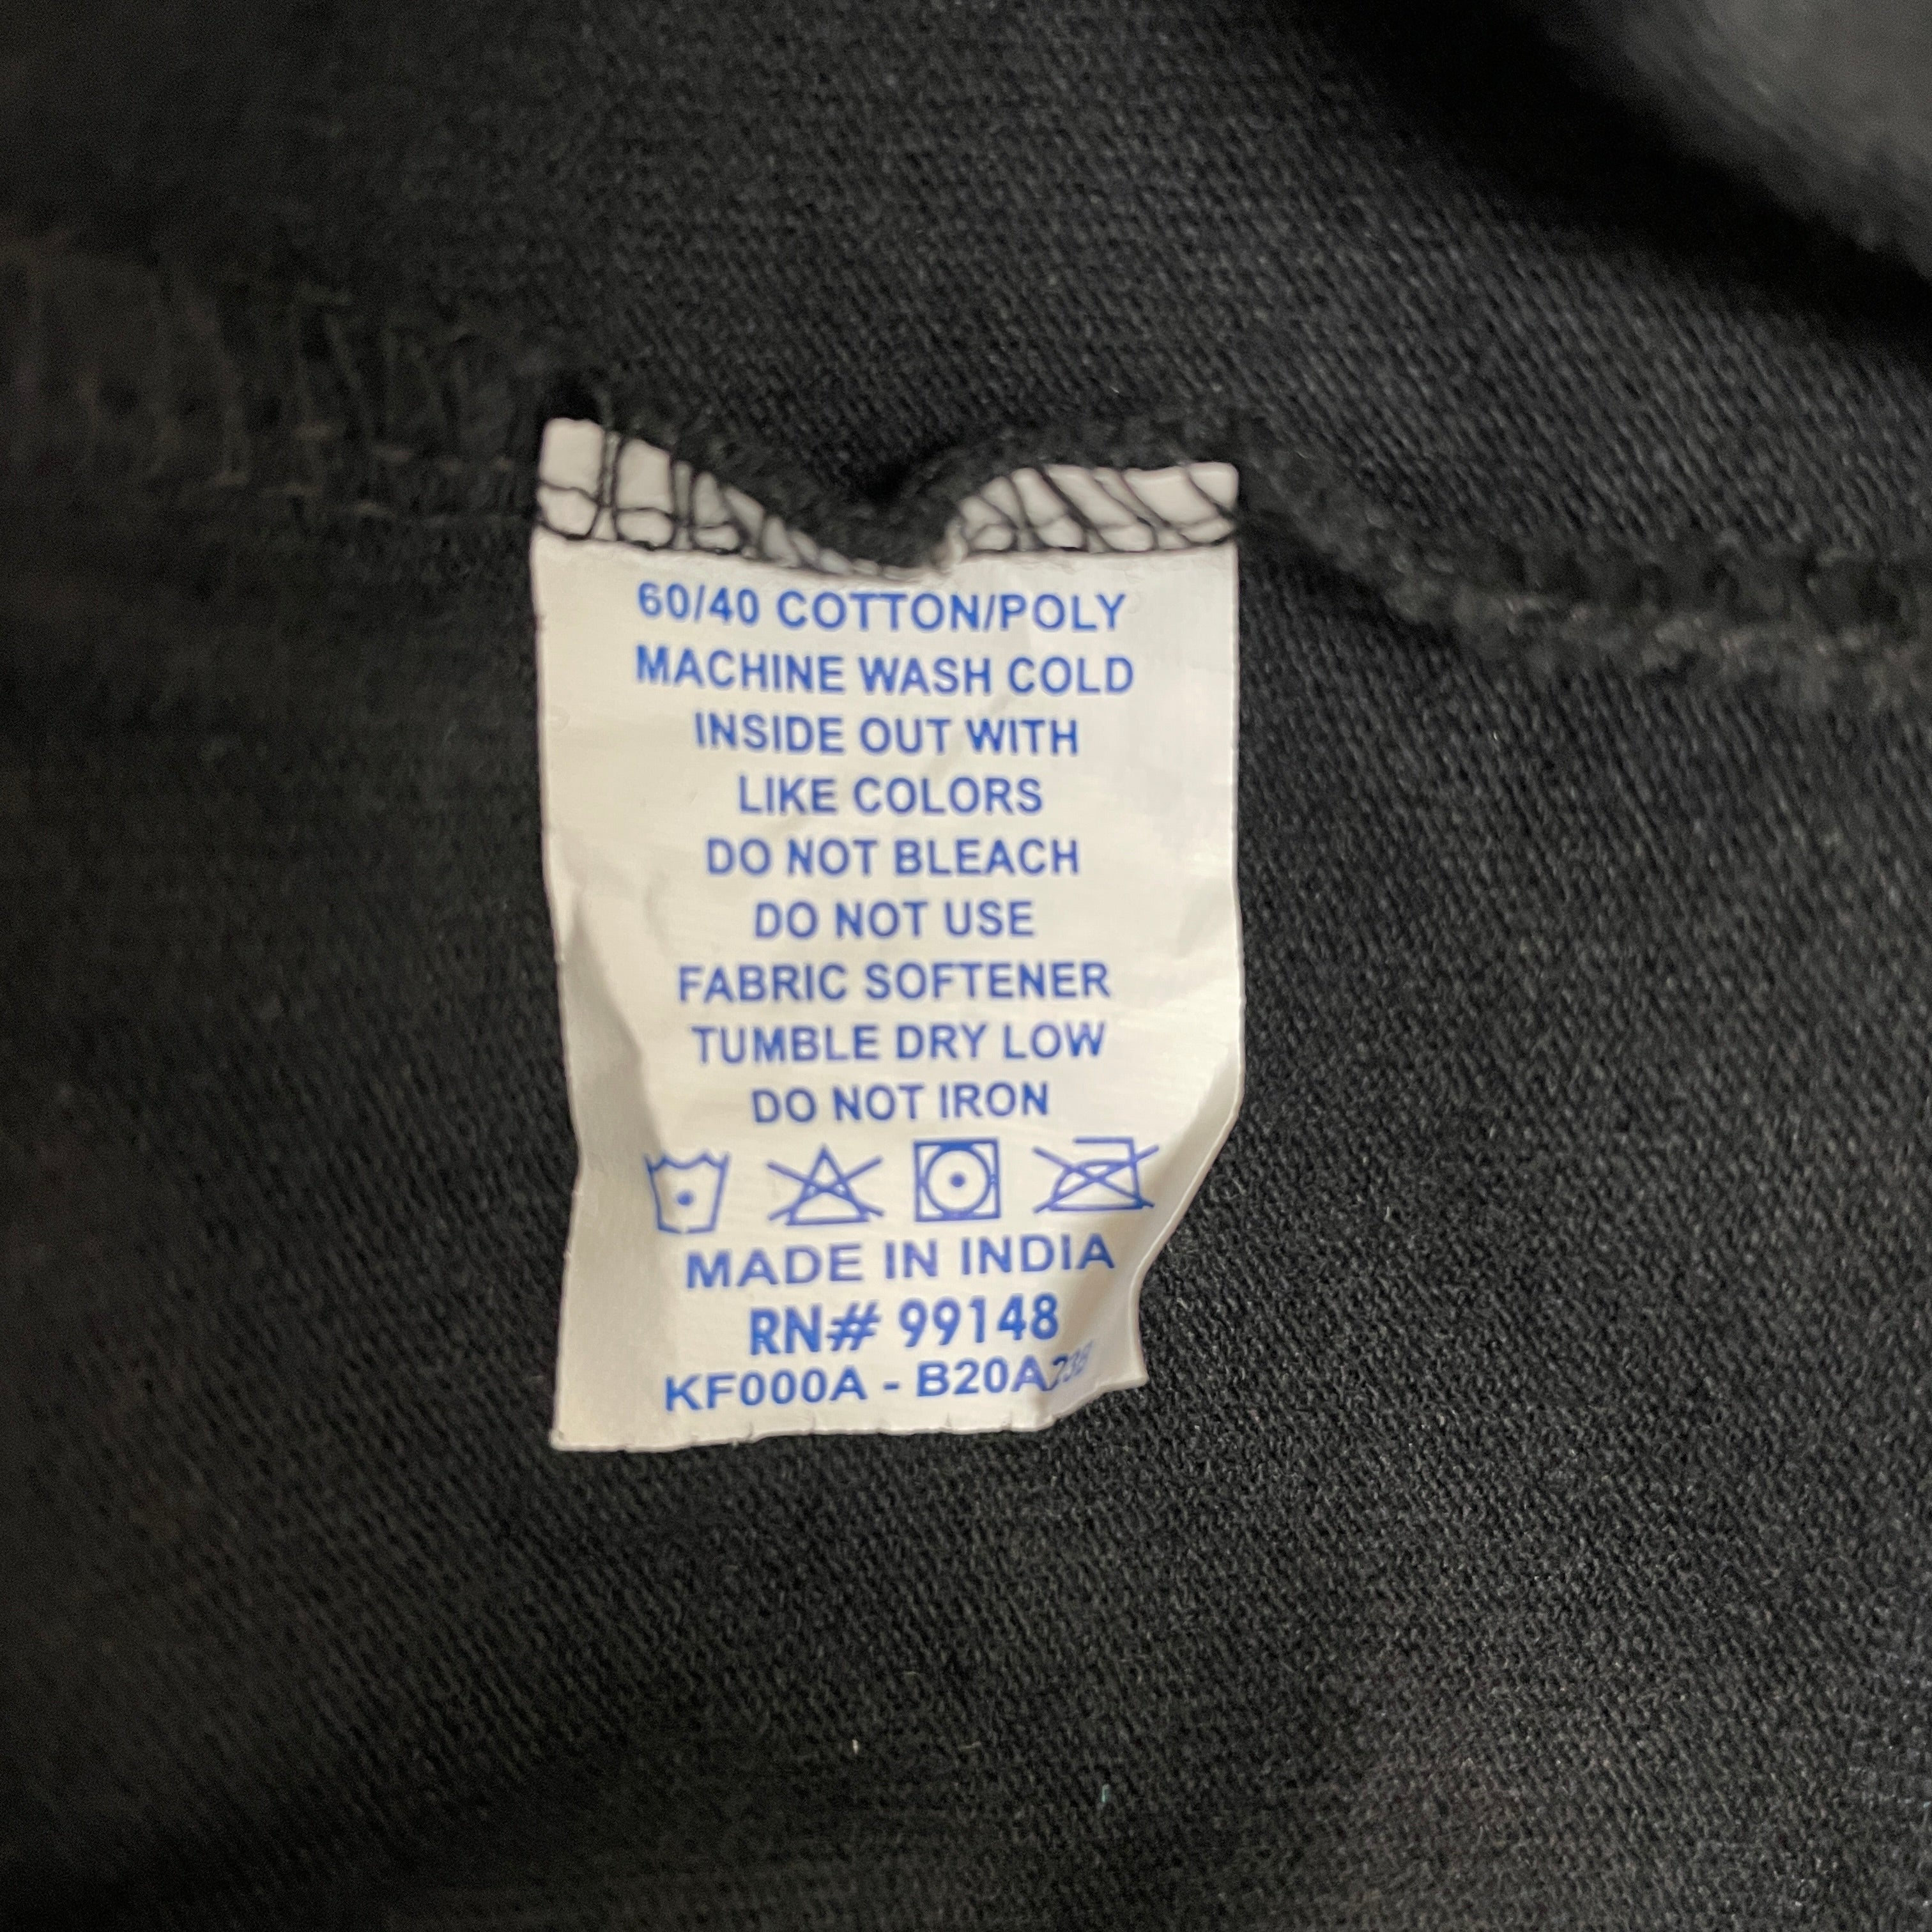 60/40 COTTON/POLY
MACHINE WASH COLD
INSIDE OUT WITH
LIKE COLORS
DO NOT BLEACH
DO NOT USE
FABRIC SOFTENER
TUMBLE DRY LOW
DO NOT IRON
MADE IN INDIA
RN# 99148
KF000A -